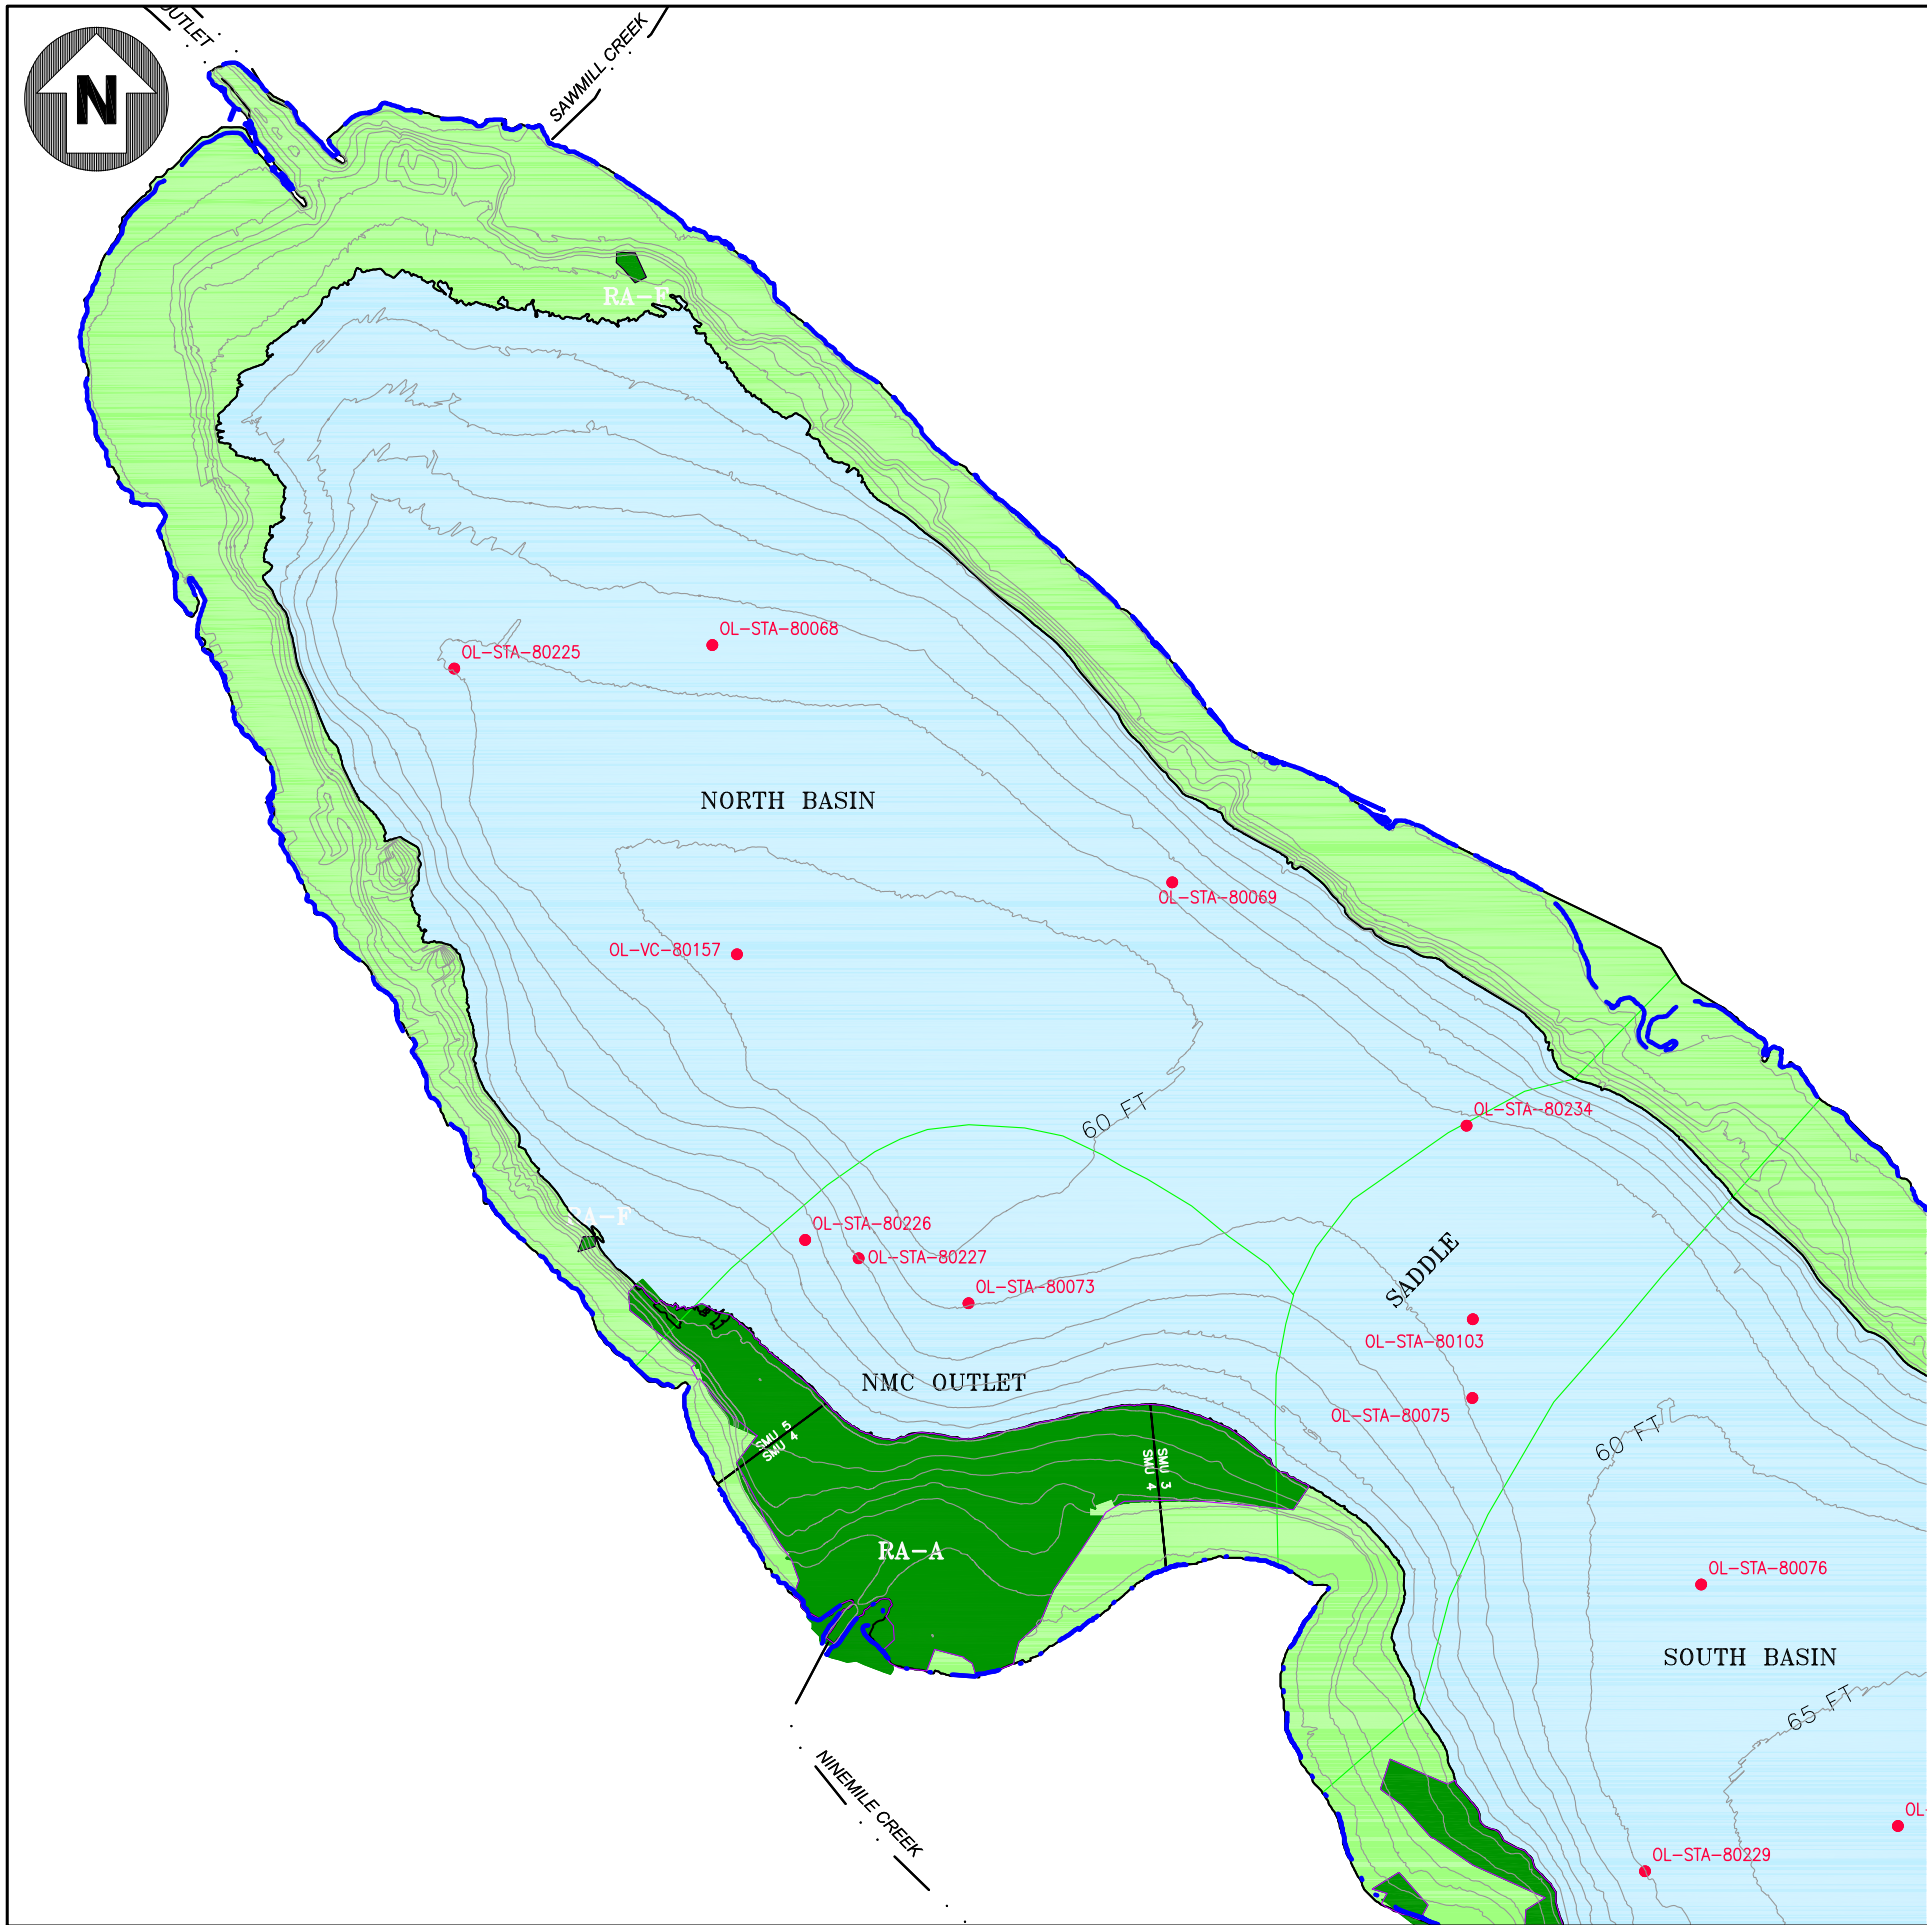 OUTLET
SAWMILL CREEK
N
RA-F
OL-STA-80068
OL-STA-80225
NORTH BASIN
OL-STA-80069
OL-VC-80157
60 FT
OL-STA-80234
RA-F
OL-STA-80226
OL-STA-80227
OL-STA-80073
SADDLE
OL-STA-80103
NMC OUTLET
OL-STA-80075
SMU 5
SMU 4
SMU 3
SMU 4
60 FT
RA-A
OL-STA-80076
SOUTH BASIN
65 FT
NINEMILE CREEK
OL-
OL-STA-80229